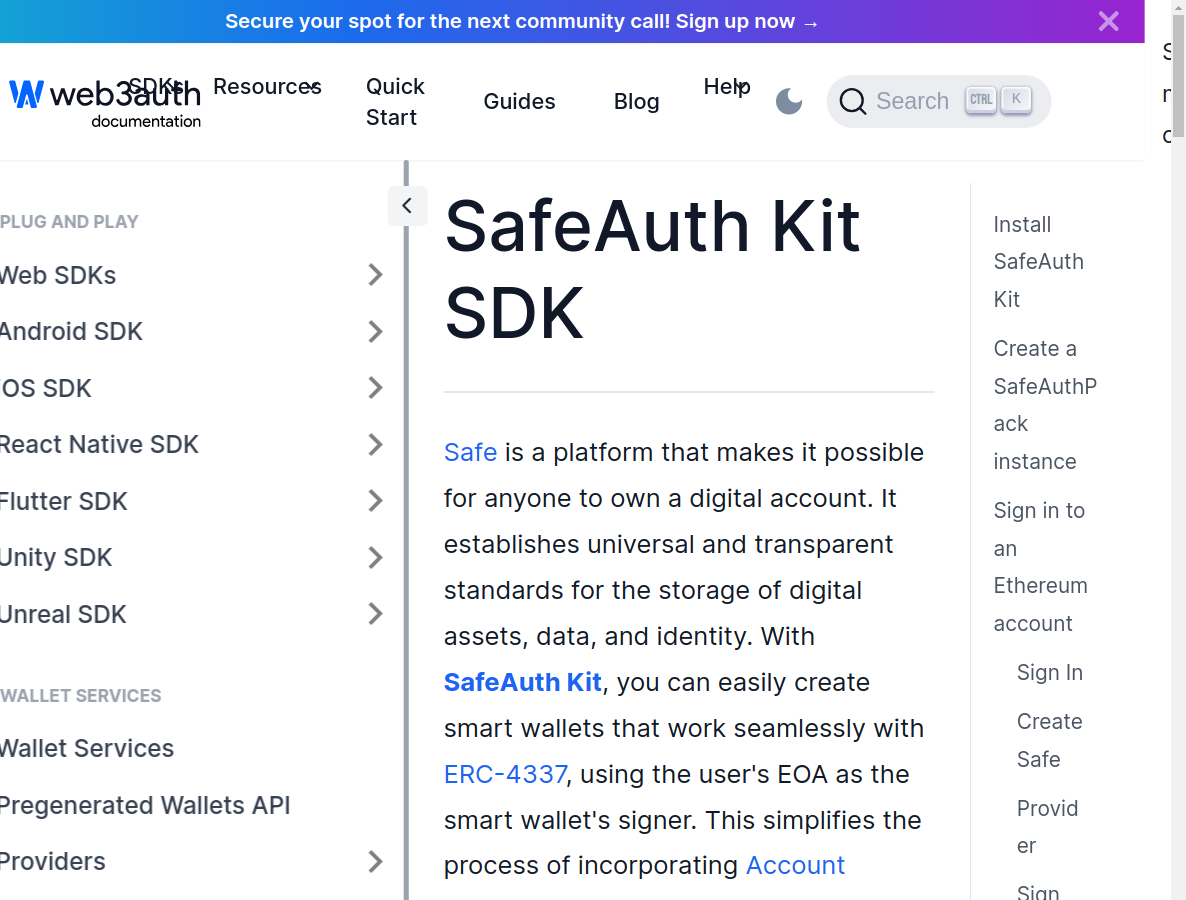 Secure your spot for the next community call! Sign up now →
web3auth
documentation
SDKs
Resources
Quick
Start
Guides
Blog
Help
Search
CTRL
K
PLUG AND PLAY
Web SDKs
Android SDK
iOS SDK
React Native SDK
Flutter SDK
Unity SDK
Unreal SDK
WALLET SERVICES
Wallet Services
Pregenerated Wallets API
Providers
SafeAuth Kit
SDK
Safe is a platform that makes it possible
for anyone to own a digital account. It
establishes universal and transparent
standards for the storage of digital
assets, data, and identity. With
SafeAuth Kit, you can easily create
smart wallets that work seamlessly with
ERC-4337, using the user's EOA as the
smart wallet's signer. This simplifies the
process of incorporating Account
Install
SafeAuth
Kit
Create a
SafeAuthP
ack
instance
Sign in to
an
Ethereum
account
Sign In
Create
Safe
Provid
er
Sign